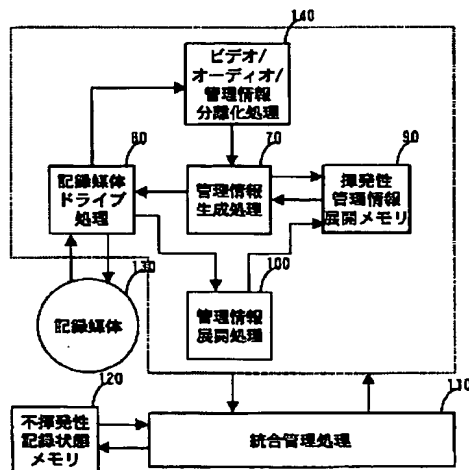 140
ビデオ/
オーディオ/
管理情報
分離化処理
80
記録媒体
ドライブ
処理
70
管理情報
生成処理
90
揮発性
管理情報
展開メモリ
100
管理情報
展開処理
130
記録媒体
120
不揮発性
記録状態
メモリ
110
統合管理処理